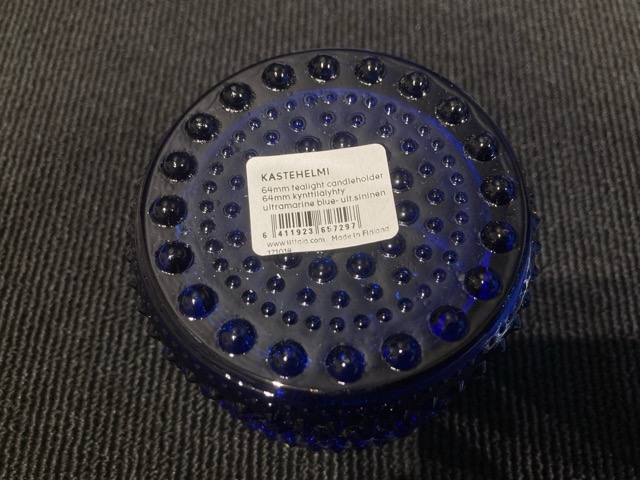 KASTEHELMI
64mm tealight candleholder
64mm kynttilälyhty
ultramarine blue- ult.sininen
6 411923 657297
www.iittala.com Made in Finland